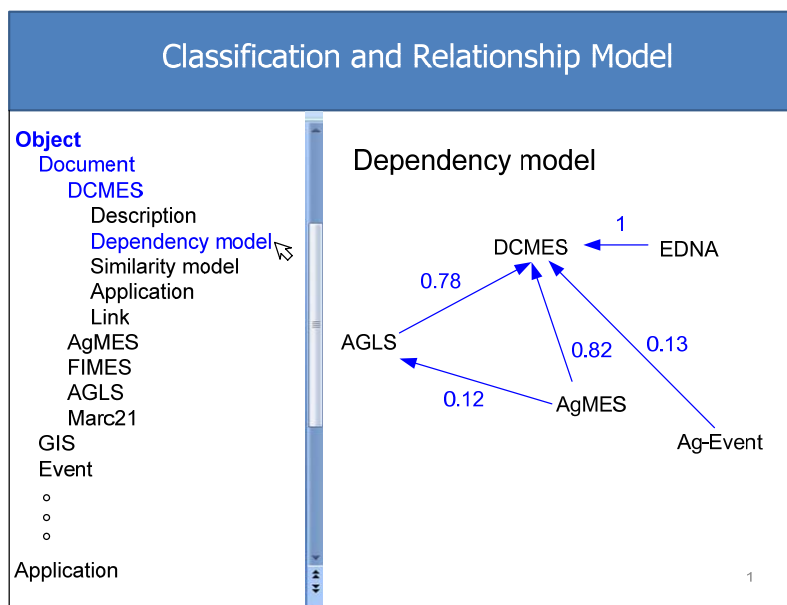 Classification and Relationship Model
Object
Document
DCMES
Description
Dependency model
Similarity model
Application
Link
AgMES
FIMES
AGLS
Marc21
GIS
Event
Application
Dependency model
1
DCMES
EDNA
0.78
AGLS
0.82
0.13
0.12
AgMES
Ag-Event
1